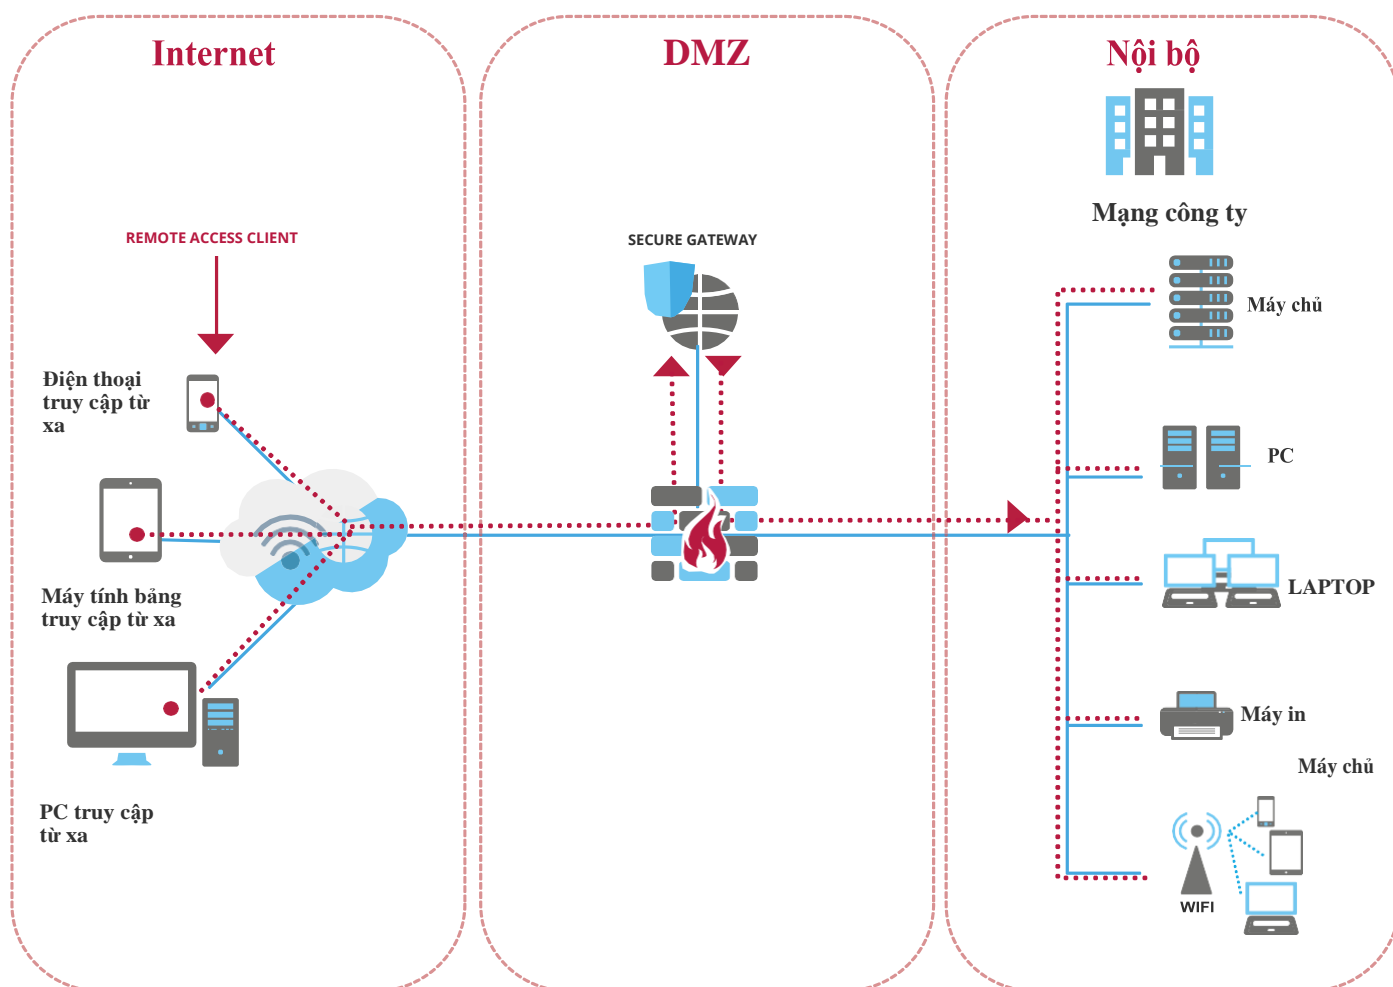 Internet
REMOTE ACCESS CLIENT
Điện thoại
truy cập từ
xa
Máy tính bảng
truy cập từ xa
PC truy cập
từ xa
DMZ
SECURE GATEWAY
Nội bộ
Mạng công ty
Máy chủ
PC
LAPTOP
Máy in
Máy chủ
WIFI